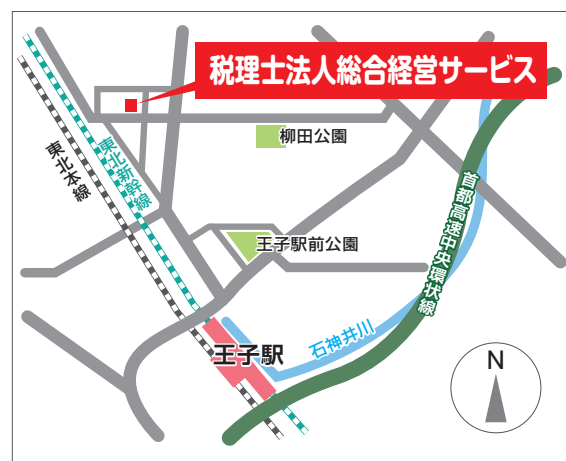 税理士法人総合経営サービス
柳田公園
東北本線
東北新幹線
首都高速中央環状線
王子駅前公園
石神井川
王子駅
N